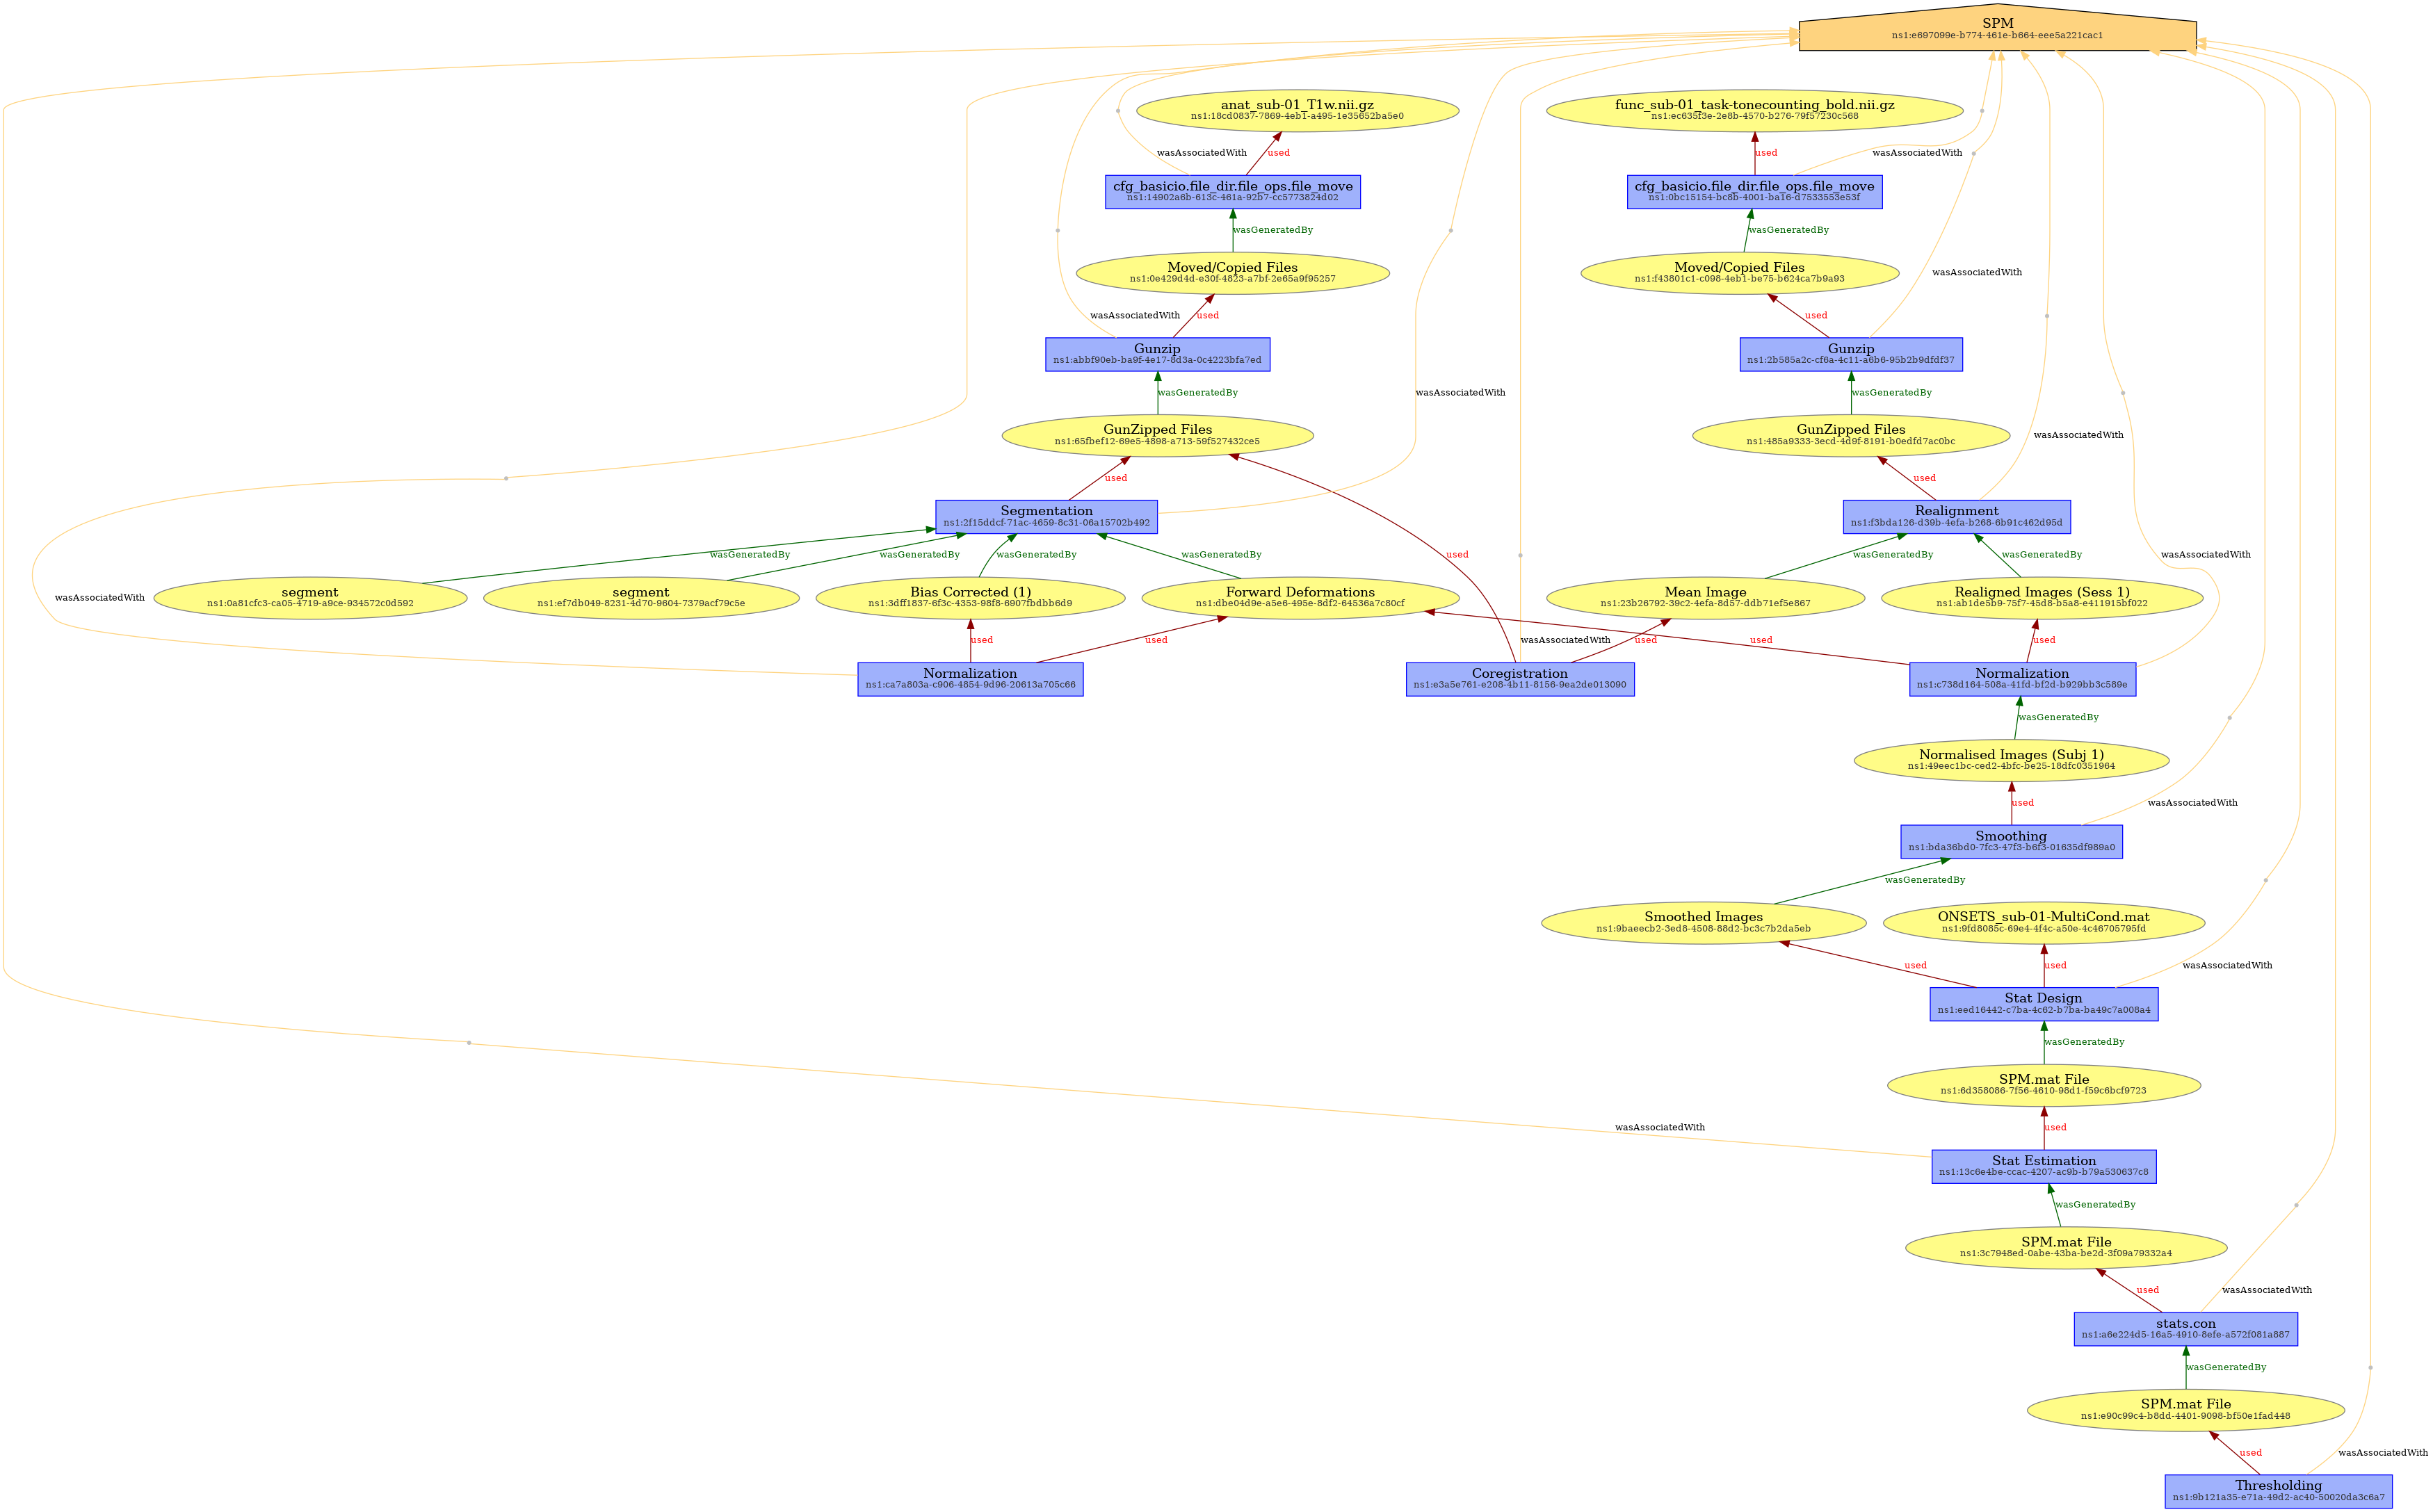 SPM
ns1:e697099e-b774-461e-b664-eee5a221cac1
anat_sub-01_T1w.nii.gz
ns1:18cd0837-7869-4eb1-a495-1e35652ba5e0
func_sub-01_task-tonecounting_bold.nii.gz
ns1:ec635f3e-2e8b-4570-b276-79f57230c568
wasAssociatedWith
used
used
wasAssociatedWith
cfg_basicio.file_dir.file_ops.file_move
ns1:14902a6b-613c-461a-92b7-cc5773824d02
cfg_basicio.file_dir.file_ops.file_move
ns1:0bc15154-bc8b-4001-ba16-d7533553e53f
wasGeneratedBy
wasGeneratedBy
Moved/Copied Files
ns1:0e429d4d-e30f-4823-a7bf-2e65a9f95257
Moved/Copied Files
ns1:f43801c1-c098-4eb1-be75-b624ca7b9a93
wasAssociatedWith
wasAssociatedWith
used
used
Gunzip
ns1:abbf90eb-ba9f-4e17-8d3a-0c4223bfa7ed
Gunzip
ns1:2b585a2c-cf6a-4c11-a6b6-95b2b9dfdf37
wasGeneratedBy
wasAssociatedWith
wasGeneratedBy
GunZipped Files
ns1:65fbef12-69e5-4898-a713-59f527432ce5
GunZipped Files
ns1:485a9333-3ecd-4d9f-8191-b0edfd7ac0bc
wasAssociatedWith
used
used
Segmentation
ns1:2f15ddcf-71ac-4659-8c31-06a15702b492
Realignment
ns1:f3bda126-d39b-4efa-b268-6b91c462d95d
wasGeneratedBy
wasGeneratedBy
wasGeneratedBy
wasGeneratedBy
used
wasGeneratedBy
wasGeneratedBy
wasAssociatedWith
wasAssociatedWith
segment
ns1:0a81cfc3-ca05-4719-a9ce-934572c0d592
segment
ns1:ef7db049-8231-4d70-9604-7379acf79c5e
Bias Corrected (1)
ns1:3dff1837-6f3c-4353-98f8-6907fbdbb6d9
Forward Deformations
ns1:dbe04d9e-a5e6-495e-8df2-64536a7c80cf
Mean Image
ns1:23b26792-39c2-4efa-8d57-ddb71ef5e867
Realigned Images (Sess 1)
ns1:ab1de5b9-75f7-45d8-b5a8-e411915bf022
used
used
wasAssociatedWith
used
used
used
Normalization
ns1:ca7a803a-c906-4854-9d96-20613a705c66
Coregistration
ns1:e3a5e761-e208-4b11-8156-9ea2de013090
Normalization
ns1:c738d164-508a-41fd-bf2d-b929bb3c589e
wasGeneratedBy
Normalised Images (Subj 1)
ns1:49eec1bc-ced2-4bfc-be25-18dfc0351964
used
wasAssociatedWith
Smoothing
ns1:bda36bd0-7fc3-47f3-b6f3-01635df989a0
wasGeneratedBy
Smoothed Images
ns1:9baeecb2-3ed8-4508-88d2-bc3c7b2da5eb
ONSETS_sub-01-MultiCond.mat
ns1:9fd8085c-69e4-4f4c-a50e-4c46705795fd
used
used
wasAssociatedWith
Stat Design
ns1:eed16442-c7ba-4c62-b7ba-ba49c7a008a4
wasGeneratedBy
SPM.mat File
ns1:6d358086-7f56-4610-98d1-f59c6bcf9723
wasAssociatedWith
used
Stat Estimation
ns1:13c6e4be-ccac-4207-ac9b-b79a530637c8
wasGeneratedBy
SPM.mat File
ns1:3c7948ed-0abe-43ba-be2d-3f09a79332a4
used
wasAssociatedWith
stats.con
ns1:a6e224d5-16a5-4910-8efe-a572f081a887
wasGeneratedBy
SPM.mat File
ns1:e90c99c4-b8dd-4401-9098-bf50e1fad448
used
wasAssociatedWith
Thresholding
ns1:9b121a35-e71a-49d2-ac40-50020da3c6a7